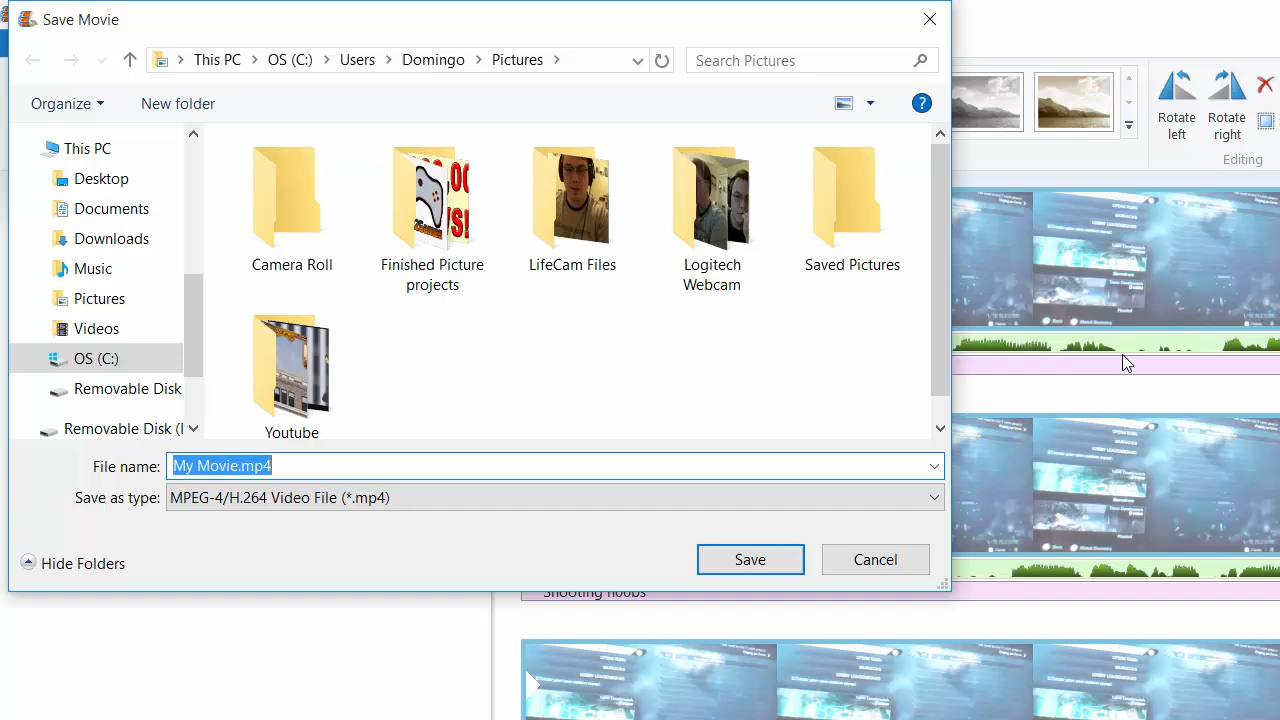 Save Movie
This PC
OS (C:)
Users
Domingo
Pictures
Search Pictures
Organize
New folder
?
This PC
Desktop
Documents
Downloads
Music
Pictures
Videos
OS (C:)
Removable Disk
Removable Disk (
Camera Roll
Finished Picture
projects
LifeCam Files
Logitech
Webcam
Saved Pictures
Youtube
File name:
My Movie.mp4
Save as type:
MPEG-4/H.264 Video File (*.mp4)
Hide Folders
Save
Cancel
Rotate
left
Rotate
right
Editing
Shooting noobs